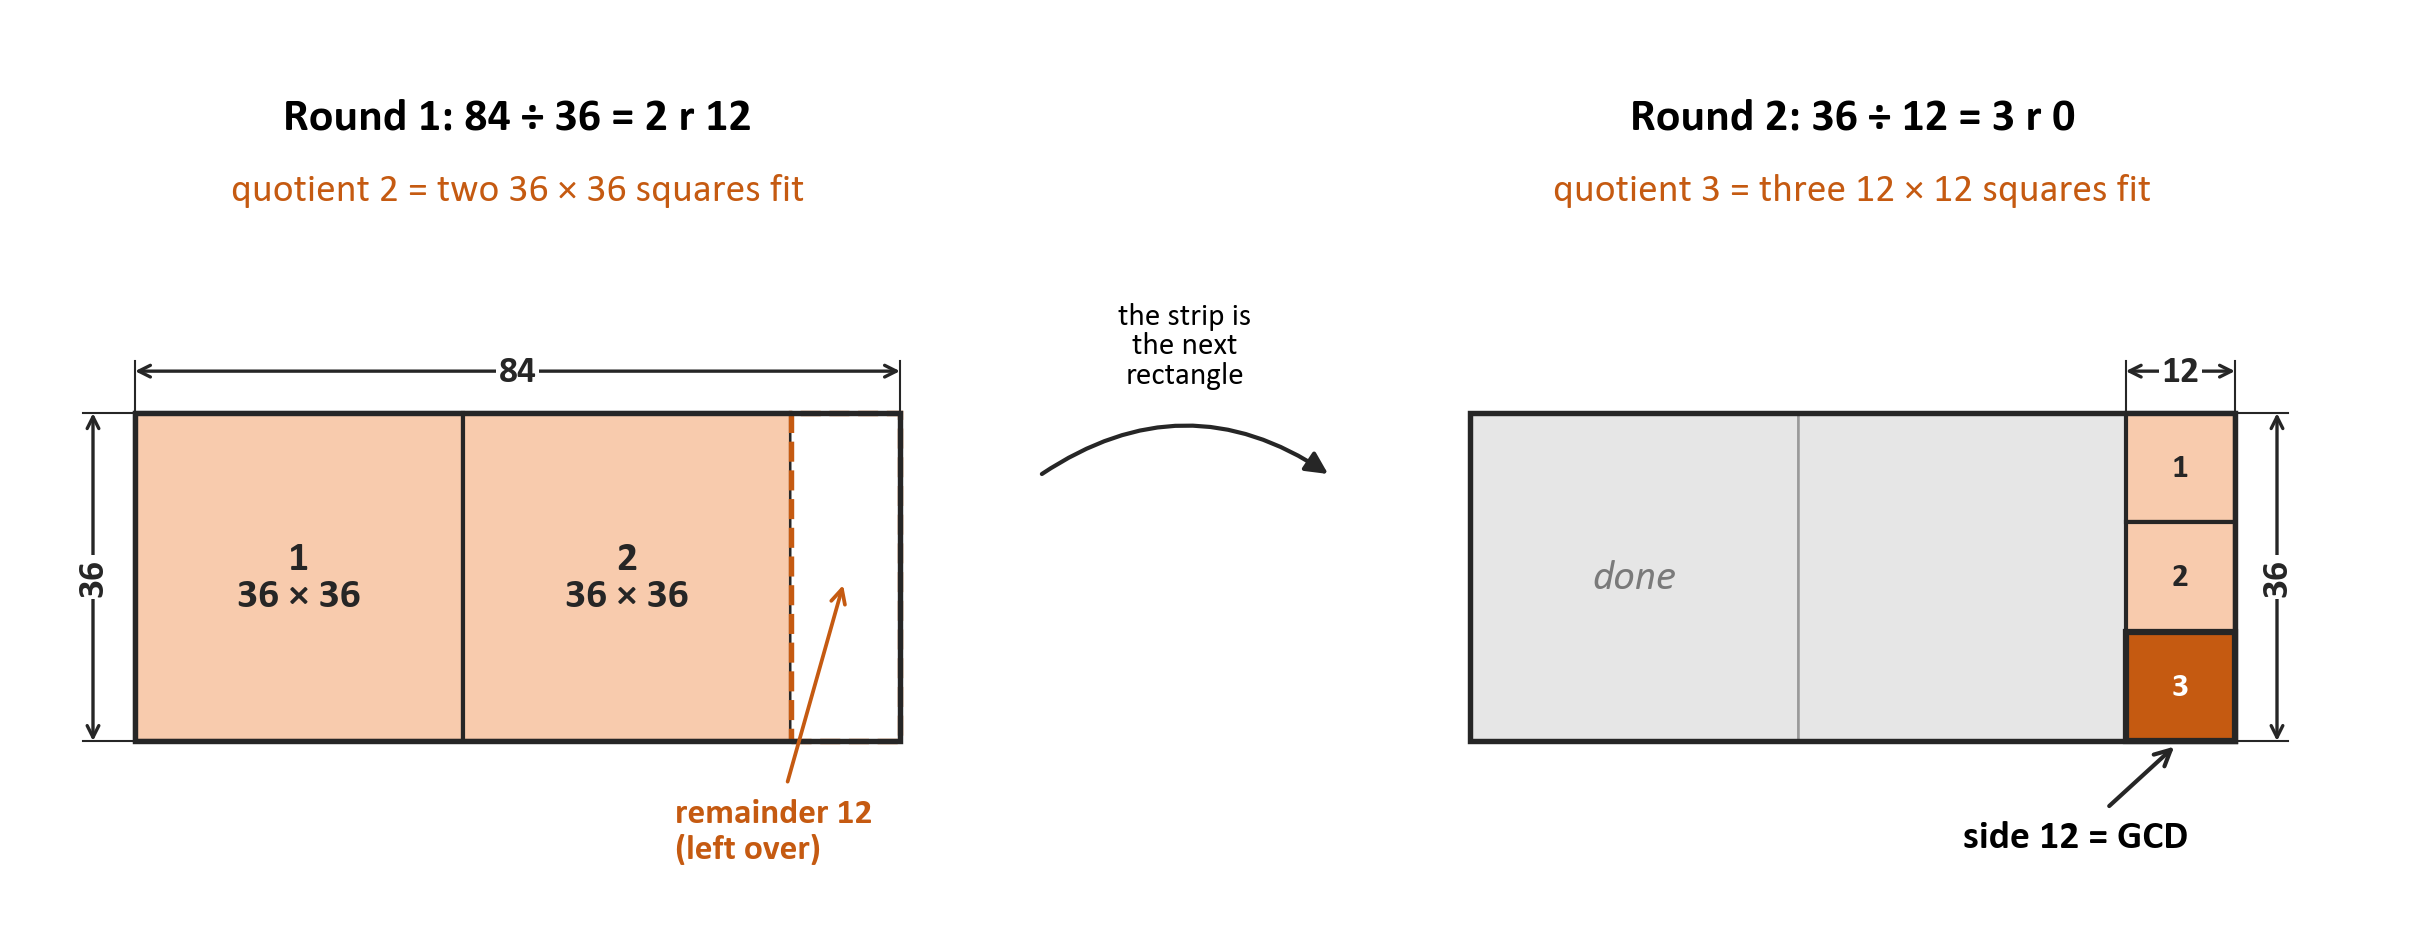 Round 1: 84 ÷ 36 = 2 r 12
quotient 2 = two 36 × 36 squares fit
84
36
1
36 × 36
2
36 × 36
remainder 12
(left over)
the strip is
the next
rectangle
Round 2: 36 ÷ 12 = 3 r 0
quotient 3 = three 12 × 12 squares fit
12
done
1
2
3
36
side 12 = GCD